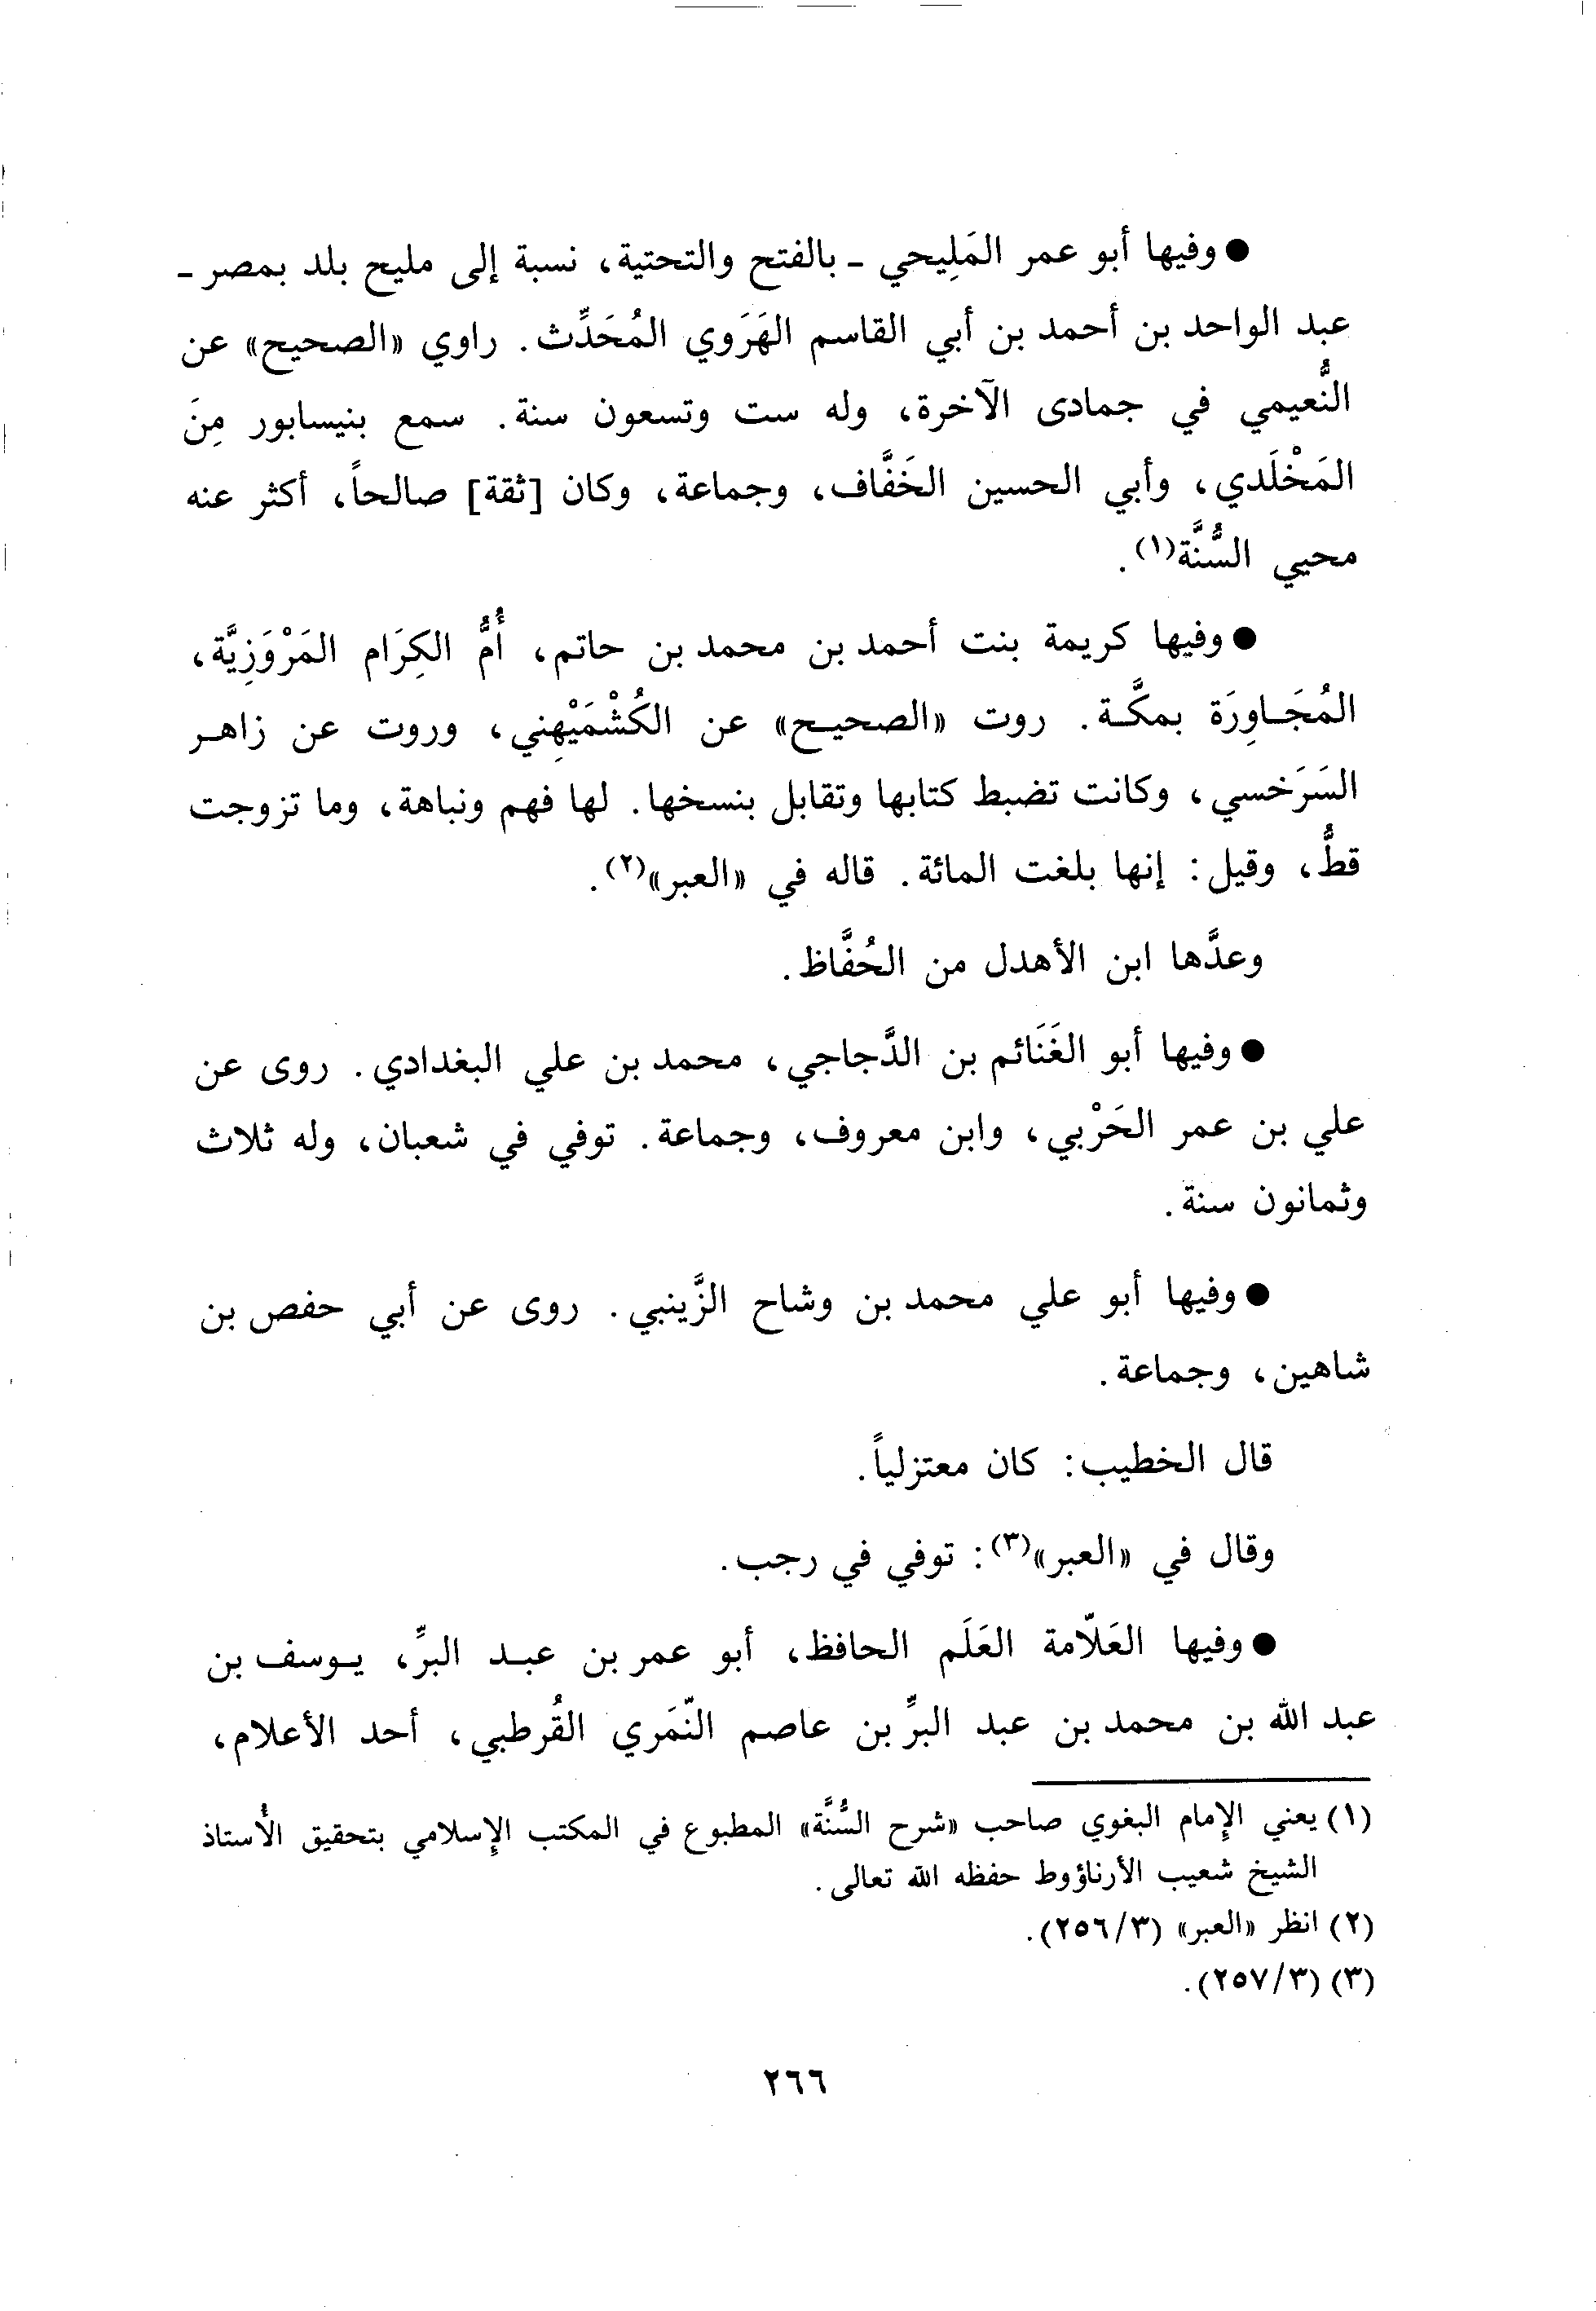 ● وفيها أبو عمر المَلِيحي - بالفتح والتحتية، نسبة إلى مليح بلد بمصر -
عبد الواحد بن أحمد بن أبي القاسم الهَرَوي المُحَدِّث. راوي «الصحيح» عن
النُّعيمي في جمادى الآخرة، وله ست وتسعون سنة. سمع بنيسابور مِنَ
المَخْلَدي، وأبي الحسين الخَفَّاف، وجماعة، وكان [ثقة] صالحاً، أكثر عنه
محيي السُّنَّة(١).
● وفيها كريمة بنت أحمد بن محمد بن حاتم، أُمُّ الكِرَام المَرْوَزِيَّة،
المُجَاوِرَة بمكَّة. روت «الصحيح» عن الكُشْمَيْهِني، وروت عن زاهر
السَرَخسي، وكانت تضبط كتابها وتقابل بنسخها. لها فهم ونباهة، وما تزوجت
قطُّ، وقيل: إنها بلغت المائة. قاله في «العبر»(٢).
وعدَّها ابن الأهدل من الحُفَّاظ.
● وفيها أبو الغَنَائم بن الدَّجاجي، محمد بن علي البغدادي. روى عن
علي بن عمر الحَرْبي، وابن معروف، وجماعة. توفي في شعبان، وله ثلاث
وثمانون سنة.
● وفيها أبو علي محمد بن وشاح الزَّينبي. روى عن أبي حفص بن
شاهين، وجماعة.
قال الخطيب: كان معتزلياً.
وقال في «العبر»(٣): توفي في رجب.
● وفيها العَلّامة العَلَم الحافظ، أبو عمر بن عبد البرِّ، يوسف بن
عبد الله بن محمد بن عبد البرِّ بن عاصم النّمَري القُرطبي، أحد الأعلام،
(١) يعني الإمام البغوي صاحب «شرح السُّنَّة» المطبوع في المكتب الإسلامي بتحقيق الأستاذ
الشيخ شعيب الأرناؤوط حفظه الله تعالى.
(٢) انظر «العبر» (٢٥٦/٣).
(٣) (٢٥٧/٣).
٢٦٦